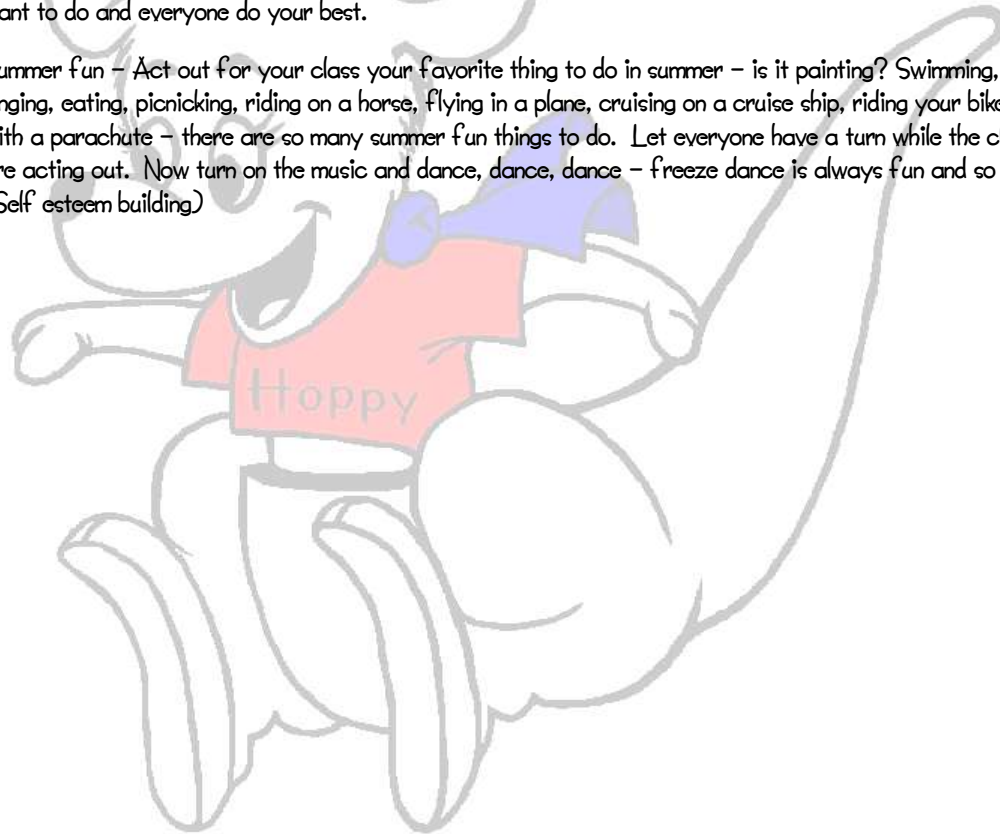 ant to do and everyone do your best.
ummer fun – Act out for your class your favorite thing to do in summer – is it painting? Swimming,
nging, eating, picnicking, riding on a horse, flying in a plane, cruising on a cruise ship, riding your bike
ith a parachute – there are so many summer fun things to do. Let everyone have a turn while the c
re acting out. Now turn on the music and dance, dance, dance – freeze dance is always fun and so
Self esteem building)
Hoppy